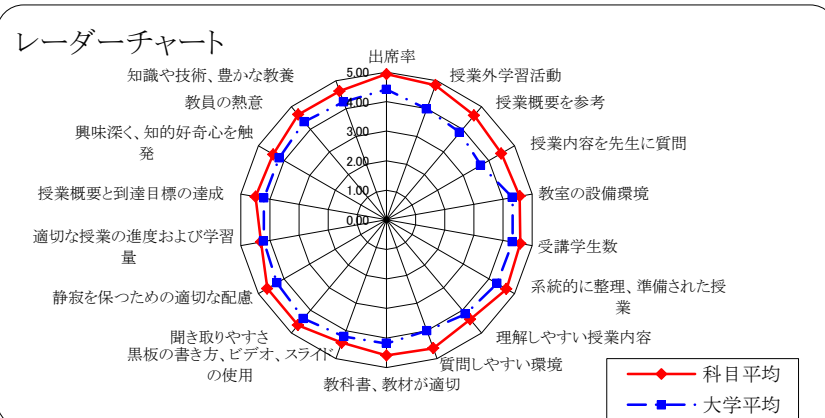 レーダーチャート
出席率
授業外学習活動
授業概要を参考
授業内容を先生に質問
教室の設備環境
受講学生数
系統的に整理、準備された授
業
理解しやすい授業内容
質問しやすい環境
教科書、教材が適切
黒板の書き方、ビデオ、スライド
の使用
聞き取りやすさ
静寂を保つための適切な配慮
適切な授業の進度および学習
量
授業概要と到達目標の達成
興味深く、知的好奇心を触
発
教員の熱意
知識や技術、豊かな教養
5.00
4.00
3.00
2.00
1.00
0.00
科目平均
大学平均